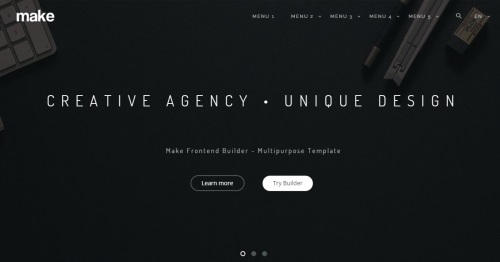 make
MENU 1 MENU 2 MENU 3 MENU 4 MENU 5 EN
CREATIVE AGENCY • UNIQUE DESIGN
Make Frontend Builder - Multipurpose Template
Learn more Try Builder